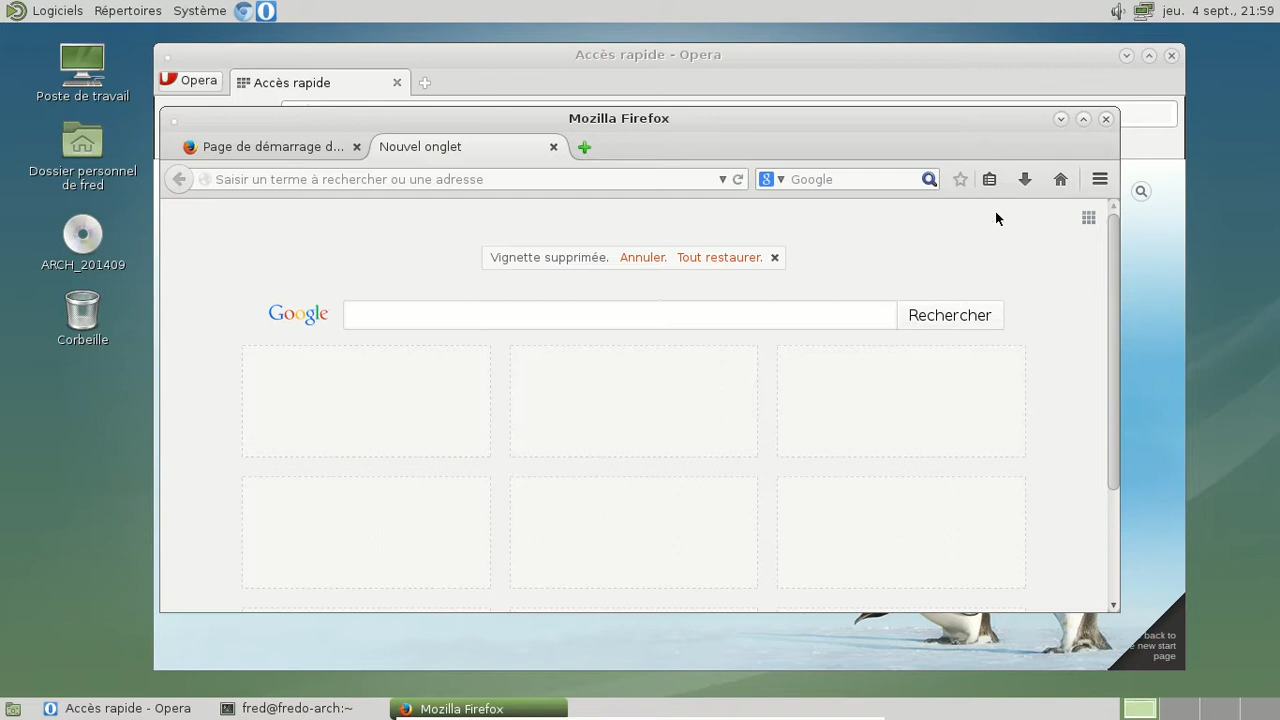 Logiciels Répertoires Système jeu. 4 sept., 21:59
Accès rapide - Opera
Opera Accès rapide
Mozilla Firefox
Page de démarrage d... Nouvel onglet
Saisir un terme à rechercher ou une adresse Google
Vignette supprimée. Annuler. Tout restaurer.
Google Rechercher
Poste de travail
Dossier personnel
de fred
ARCH_201409
Corbeille
back to
new start
page
Accès rapide - Opera fred@fredo-arch:~ Mozilla Firefox